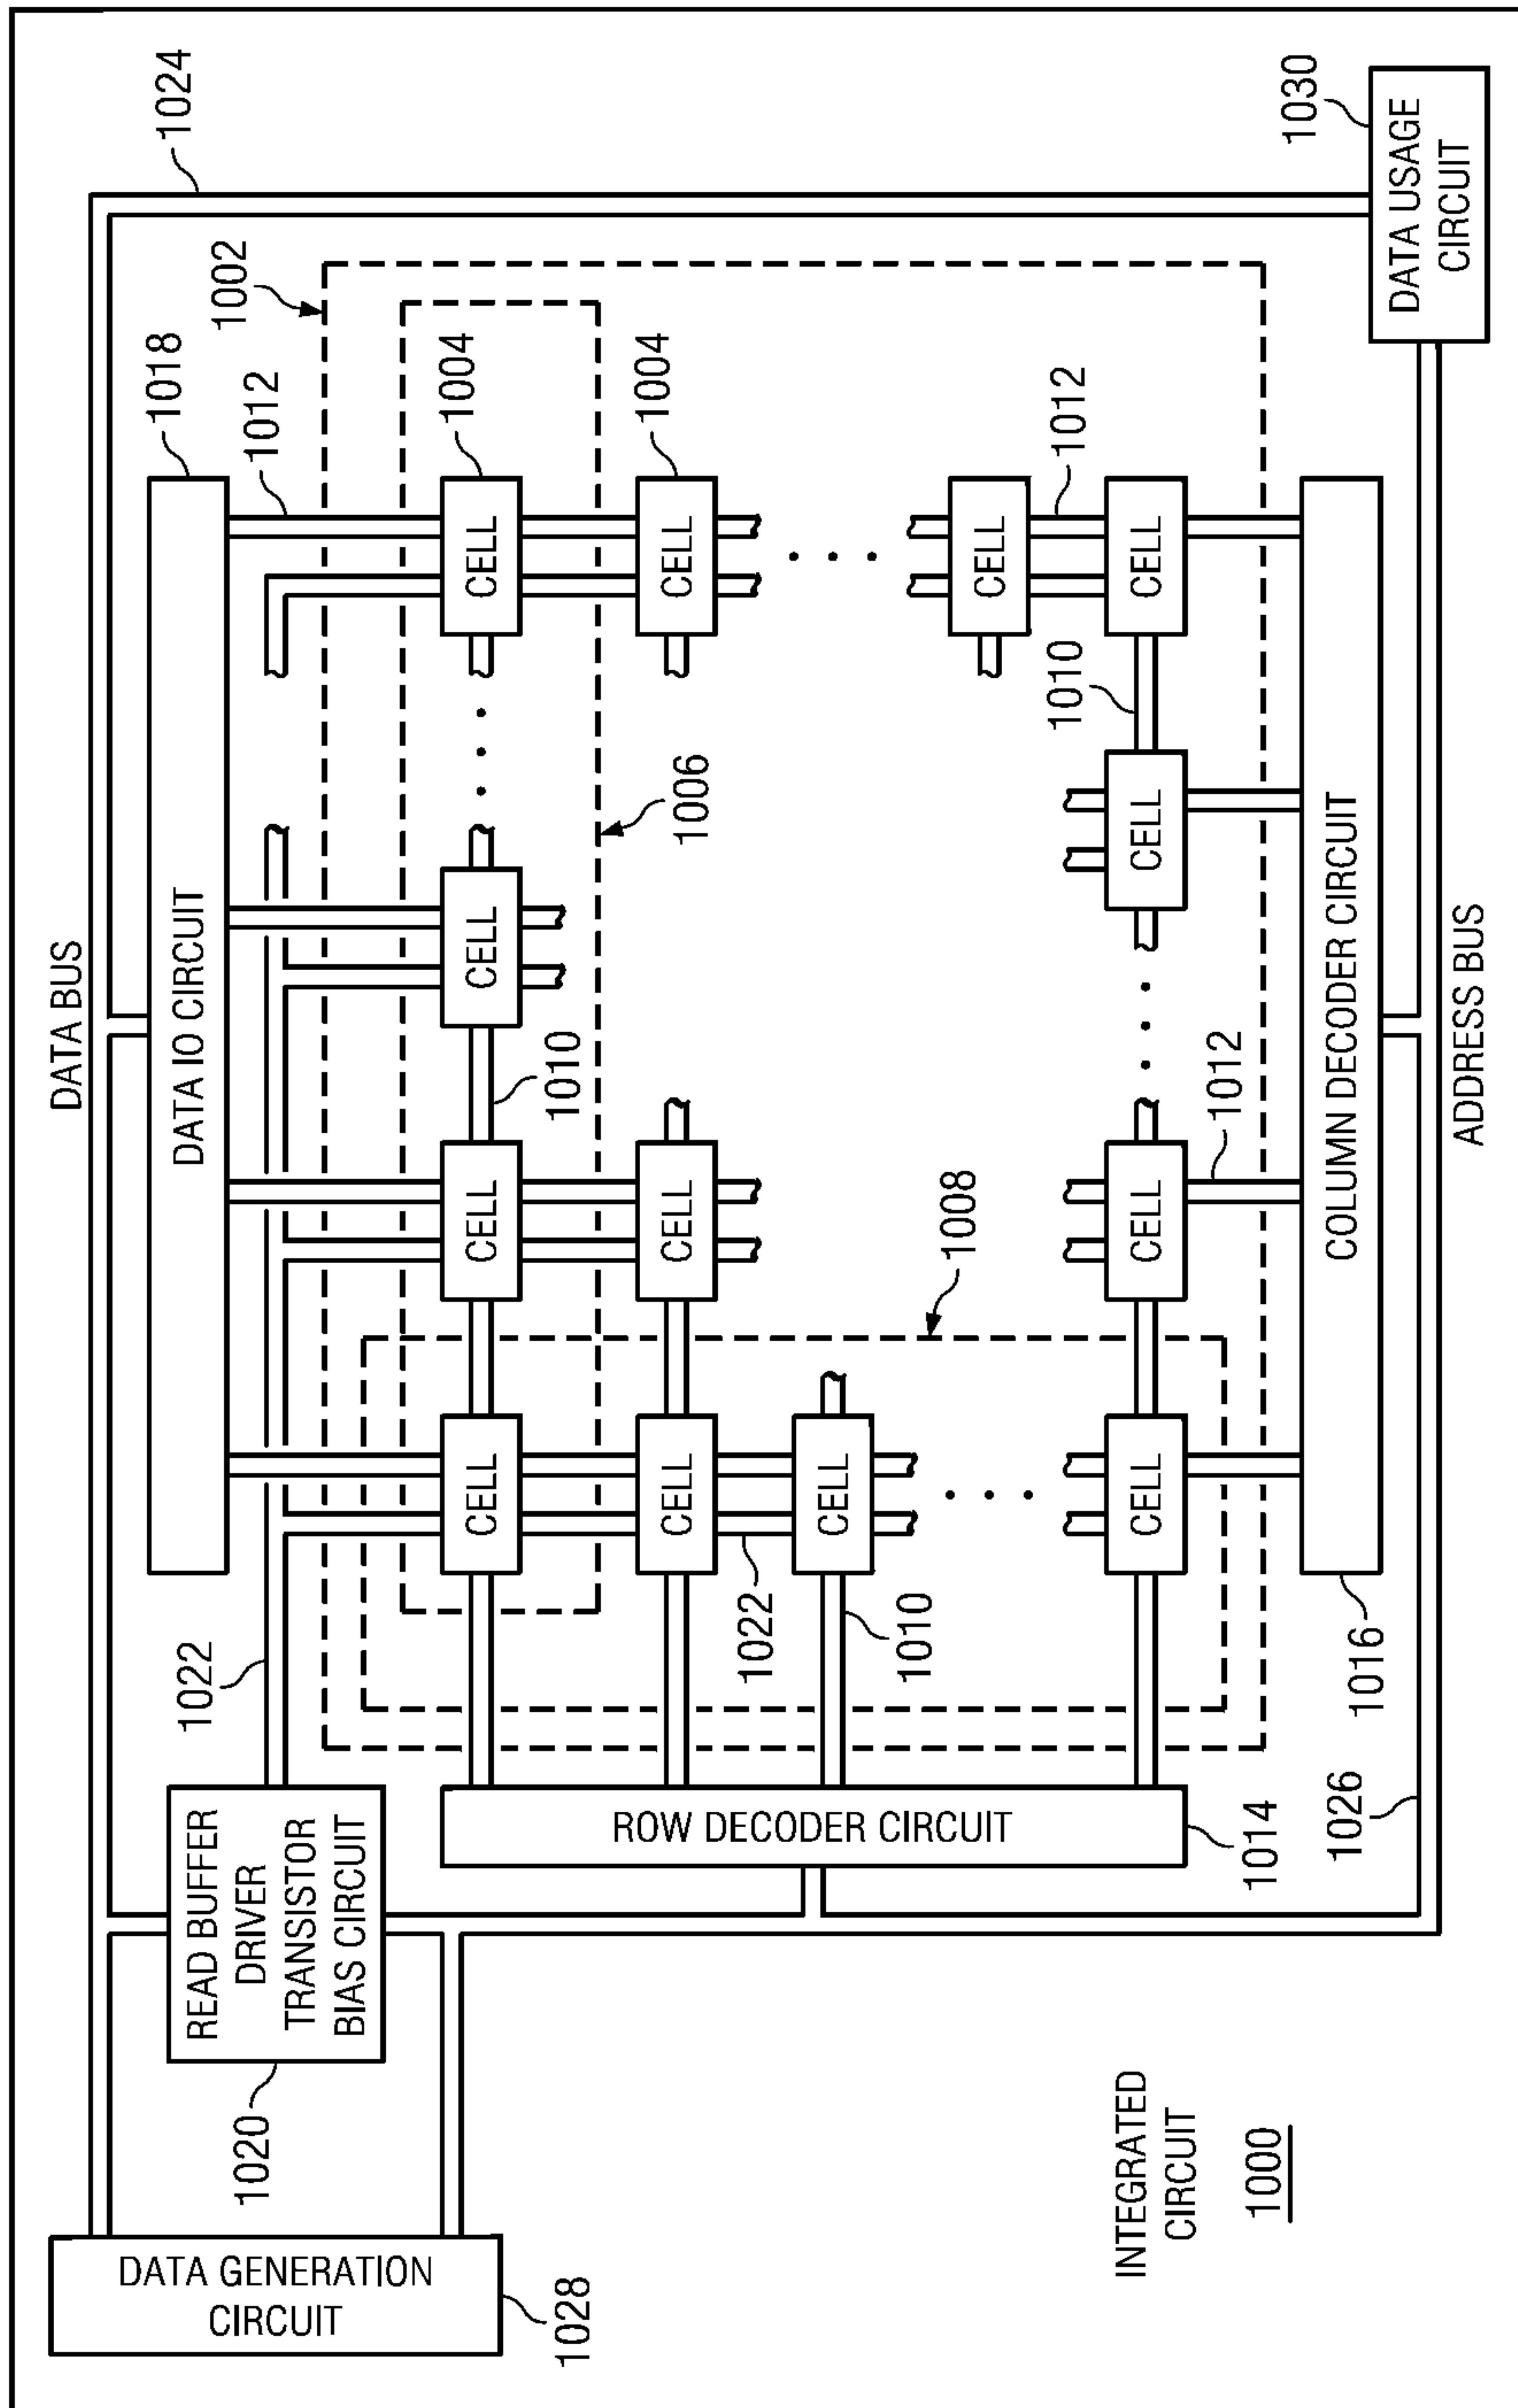 DATA BUS
1024
DATA IO CIRCUIT
1018
1012
1002
1022
READ BUFFER
DRIVER
TRANSISTOR
BIAS CIRCUIT
1020
DATA GENERATION
CIRCUIT
1028
CELL
CELL
CELL
CELL
1004
1010
CELL
CELL
CELL
1004
1006
1022
CELL
1010
1008
CELL
1012
1010
CELL
CELL
CELL
CELL
1012
ROW DECODER CIRCUIT
1014
COLUMN DECODER CIRCUIT
1016
1026
ADDRESS BUS
1030
DATA USAGE
CIRCUIT
INTEGRATED
CIRCUIT
1000